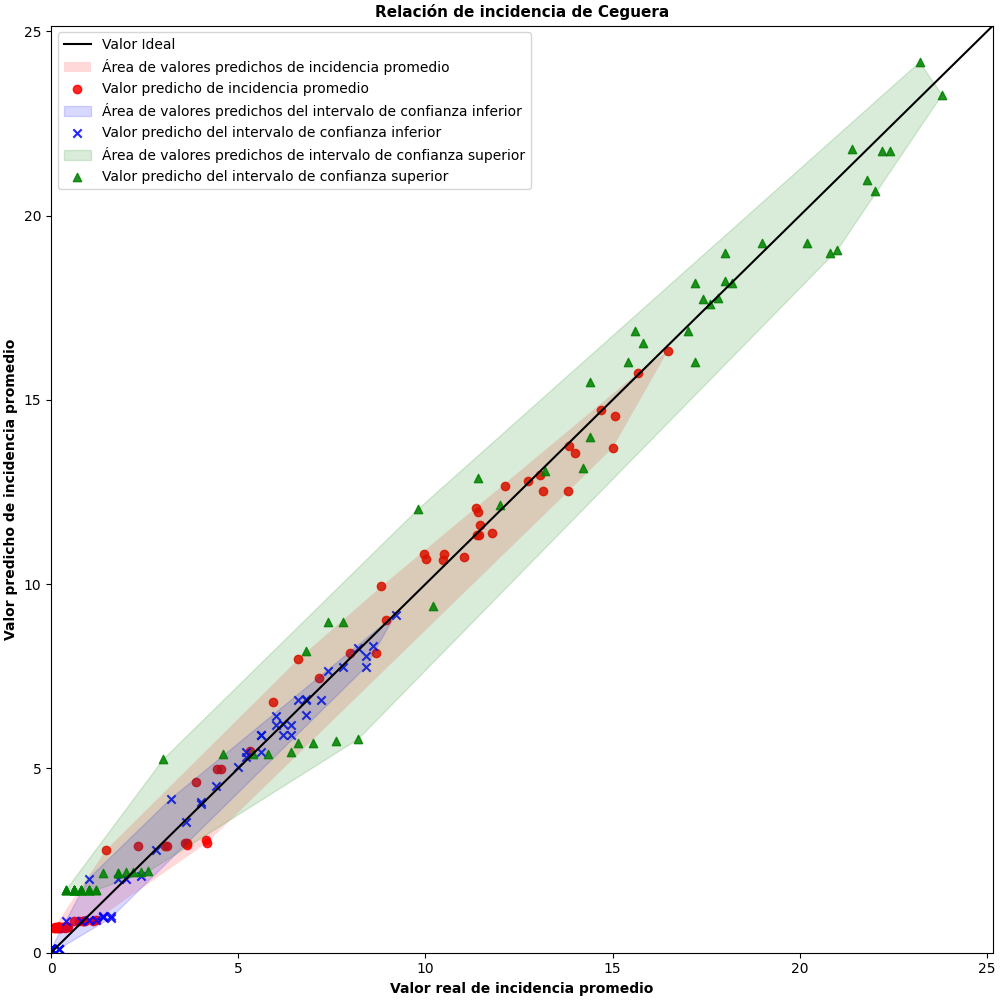 Relación de incidencia de Ceguera
Valor Ideal
Área de valores predichos de incidencia promedio
Valor predicho de incidencia promedio
Área de valores predichos del intervalo de confianza inferior
Valor predicho del intervalo de confianza inferior
Área de valores predichos de intervalo de confianza superior
Valor predicho del intervalo de confianza superior
Valor predicho de incidencia promedio
25
20
15
10
5
0
0 5 10 15 20 25
Valor real de incidencia promedio